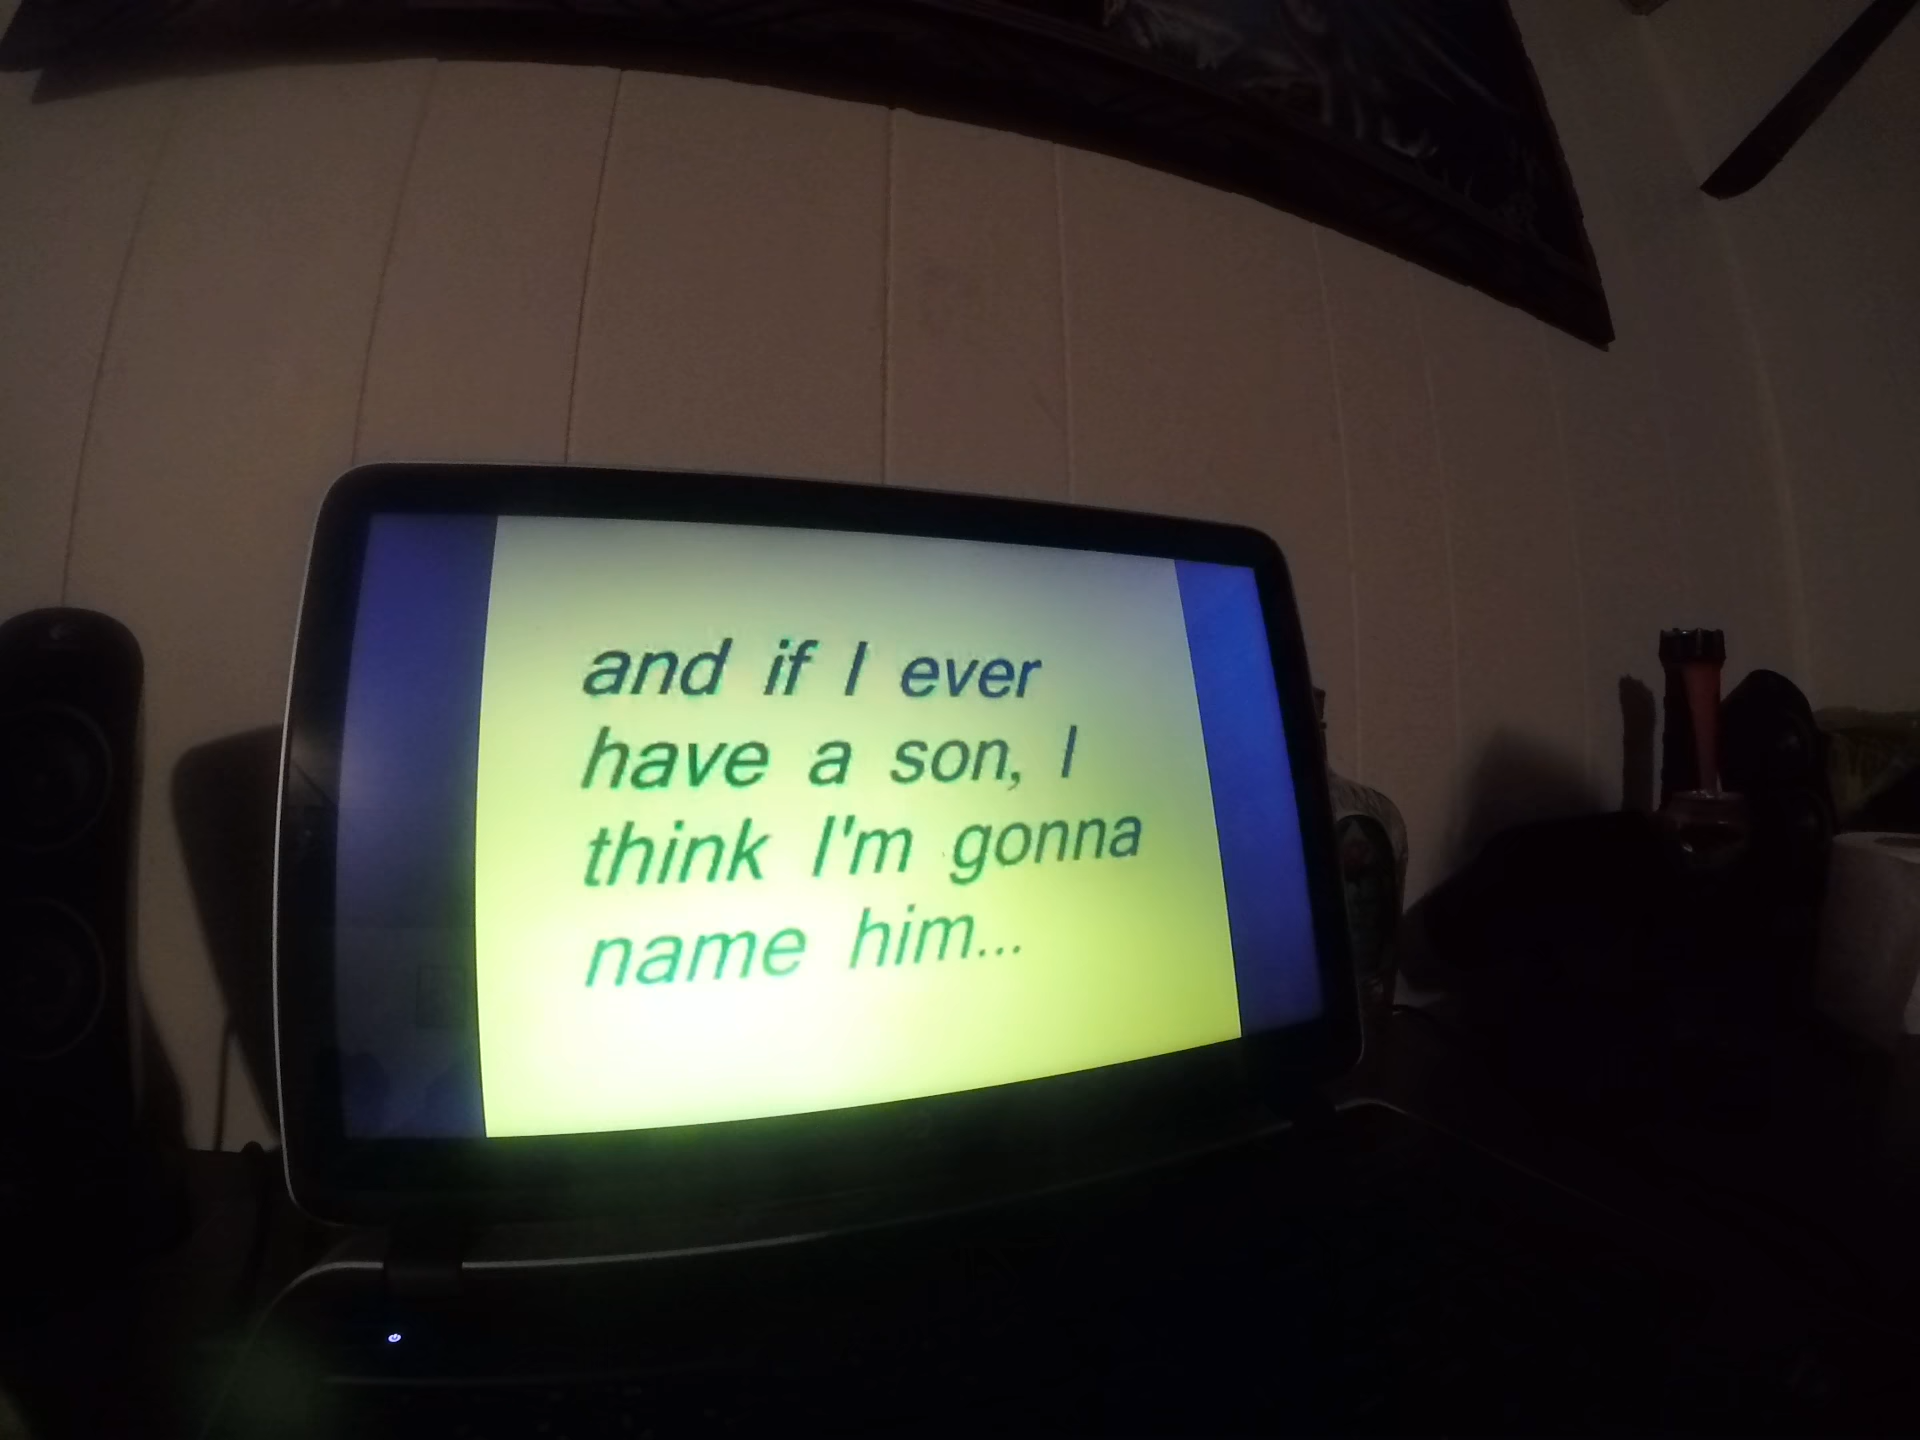 and if I ever
have a son, I
think I'm gonna
name him...